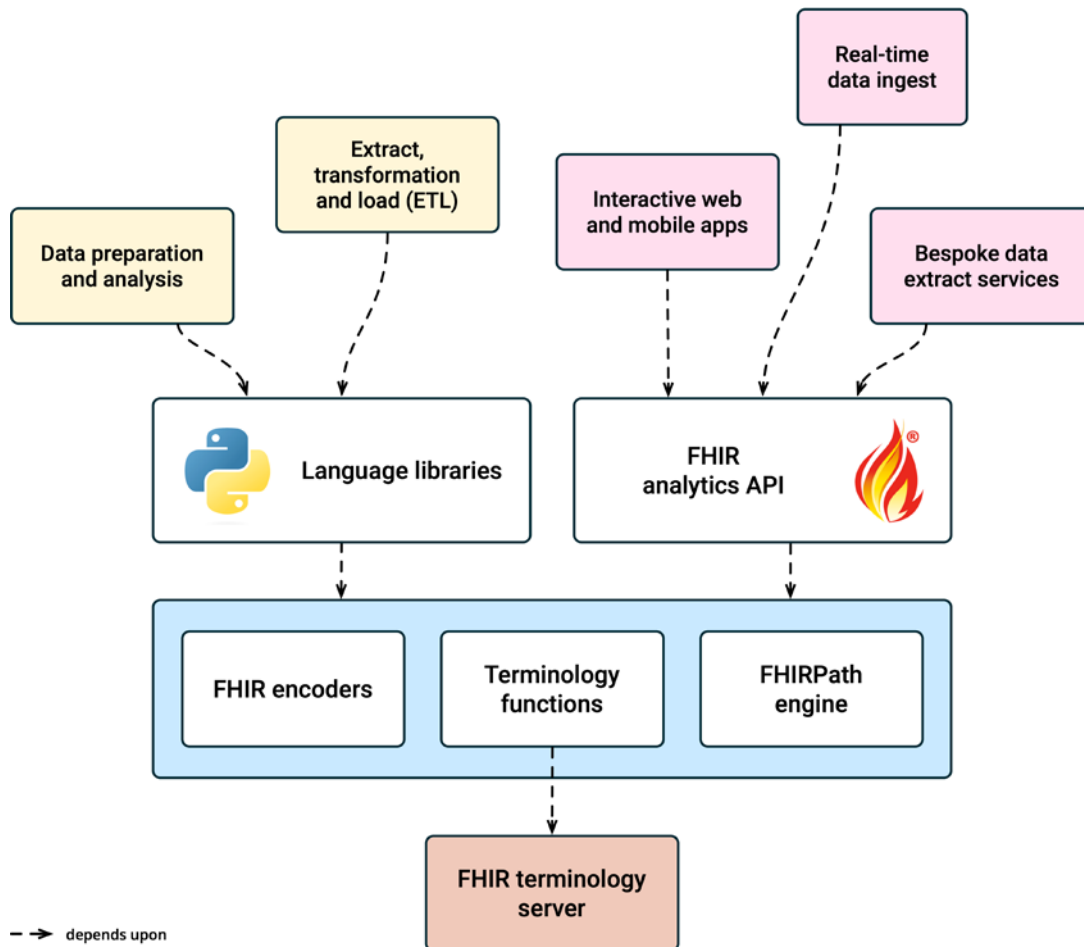 Real-time
data ingest
Extract,
transformation
and load (ETL)
Interactive web
and mobile apps
Data preparation
and analysis
Bespoke data
extract services
Language libraries
FHIR
analytics API
®
FHIR encoders
Terminology
functions
FHIRPath
engine
FHIR terminology
server
depends upon